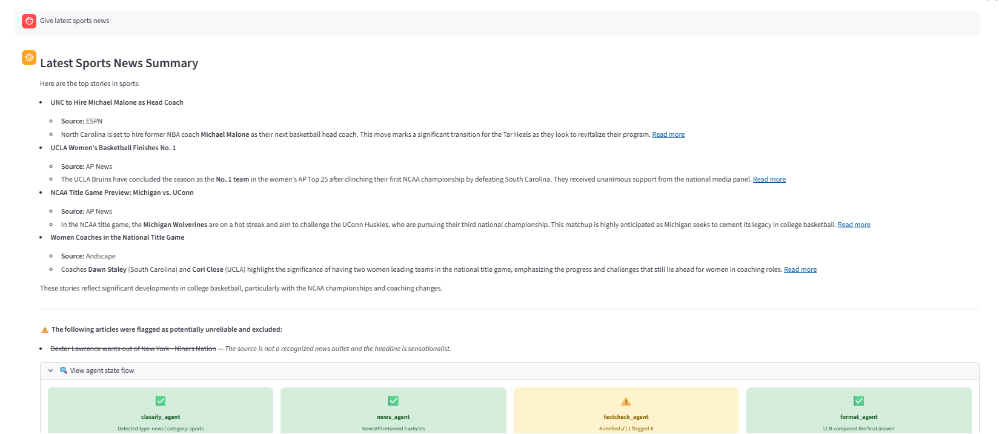 Give latest sports news
Latest Sports News Summary
Here are the top stories in sports:
• UNC to Hire Michael Malone as Head Coach
Source: ESPN
North Carolina is set to hire former NBA coach Michael Malone as their next basketball head coach. This move marks a significant transition for the Tar Heels as they look to revitalize their program. Read more
• UCLA Women's Basketball Finishes No. 1
Source: AP News
The UCLA Bruins have concluded the season as the No. 1 team in the women's AP Top 25 after clinching their first NCAA championship by defeating South Carolina. They received unanimous support from the national media panel. Read more
• NCAA Title Game Preview: Michigan vs. UConn
Source: AP News
In the NCAA title game, the Michigan Wolverines are on a hot streak and aim to challenge the UConn Huskies, who are pursuing their third national championship. This matchup is highly anticipated as Michigan seeks to cement its legacy in college basketball. Read more
• Women Coaches in the National Title Game
Source: Andscape
Coaches Dawn Staley (South Carolina) and Cori Close (UCLA) highlight the significance of having two women leading teams in the national title game, emphasizing the progress and challenges that still lie ahead for women in coaching roles. Read more
These stories reflect significant developments in college basketball, particularly with the NCAA championships and coaching changes.
⚠️ The following articles were flagged as potentially unreliable and excluded:
• Dexter Lawrence wants out of New York - Niners Nation — The source is not a recognized news outlet and the headline is sensationalist.
🔍 View agent state flow
classify_agent
Detected type: news | category: sports
news_agent
NewsAPI returned 5 articles
factcheck_agent
4 verified ✓ | 1 flagged ✗
format_agent
LLM composed the final answer